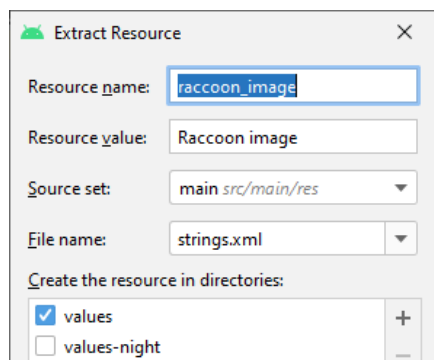 Extract Resource
Resource name: raccoon_image
Resource value: Raccoon image
Source set: main src/main/res
File name: strings.xml
Create the resource in directories:
values
values-night